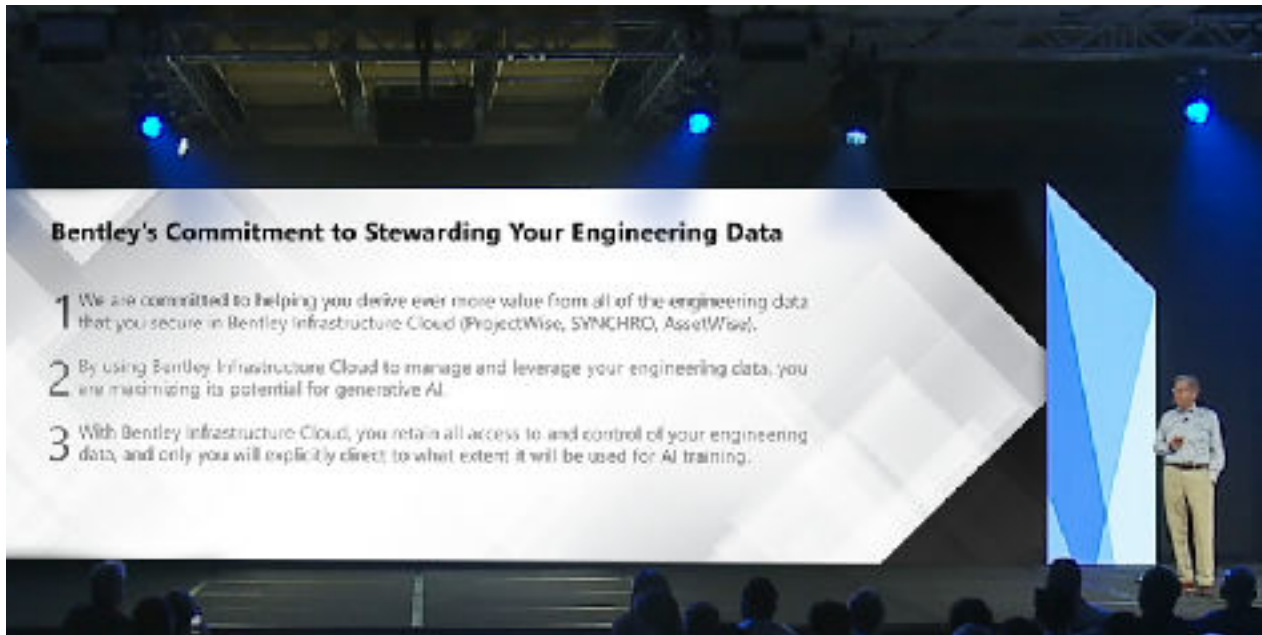 Bentley's Commitment to Stewarding Your Engineering Data
1 We are committed to helping you derive ever more value from all of the engineering data
that you secure in Bentley Infrastructure Cloud (ProjectWise, SYNCHRO, AssetWise).
2 By using Bentley Infrastructure Cloud to manage and leverage your engineering data, you
are maximizing its potential for generative AI.
3 With Bentley Infrastructure Cloud, you retain all access to and control of your engineering
data, and only you will explicitly direct to what extent it will be used for AI training.